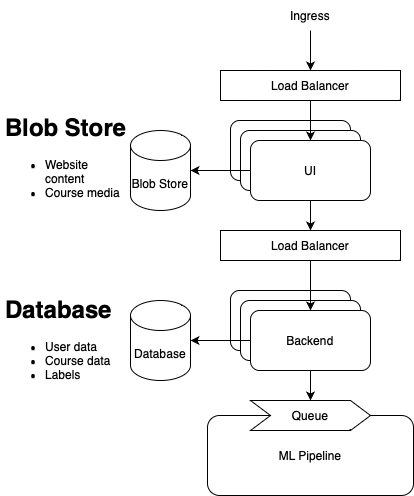 Ingress
Load Balancer
Blob Store
• Website
content
• Course media
Blob Store
UI
Load Balancer
Database
• User data
• Course data
• Labels
Database
Backend
Queue
ML Pipeline